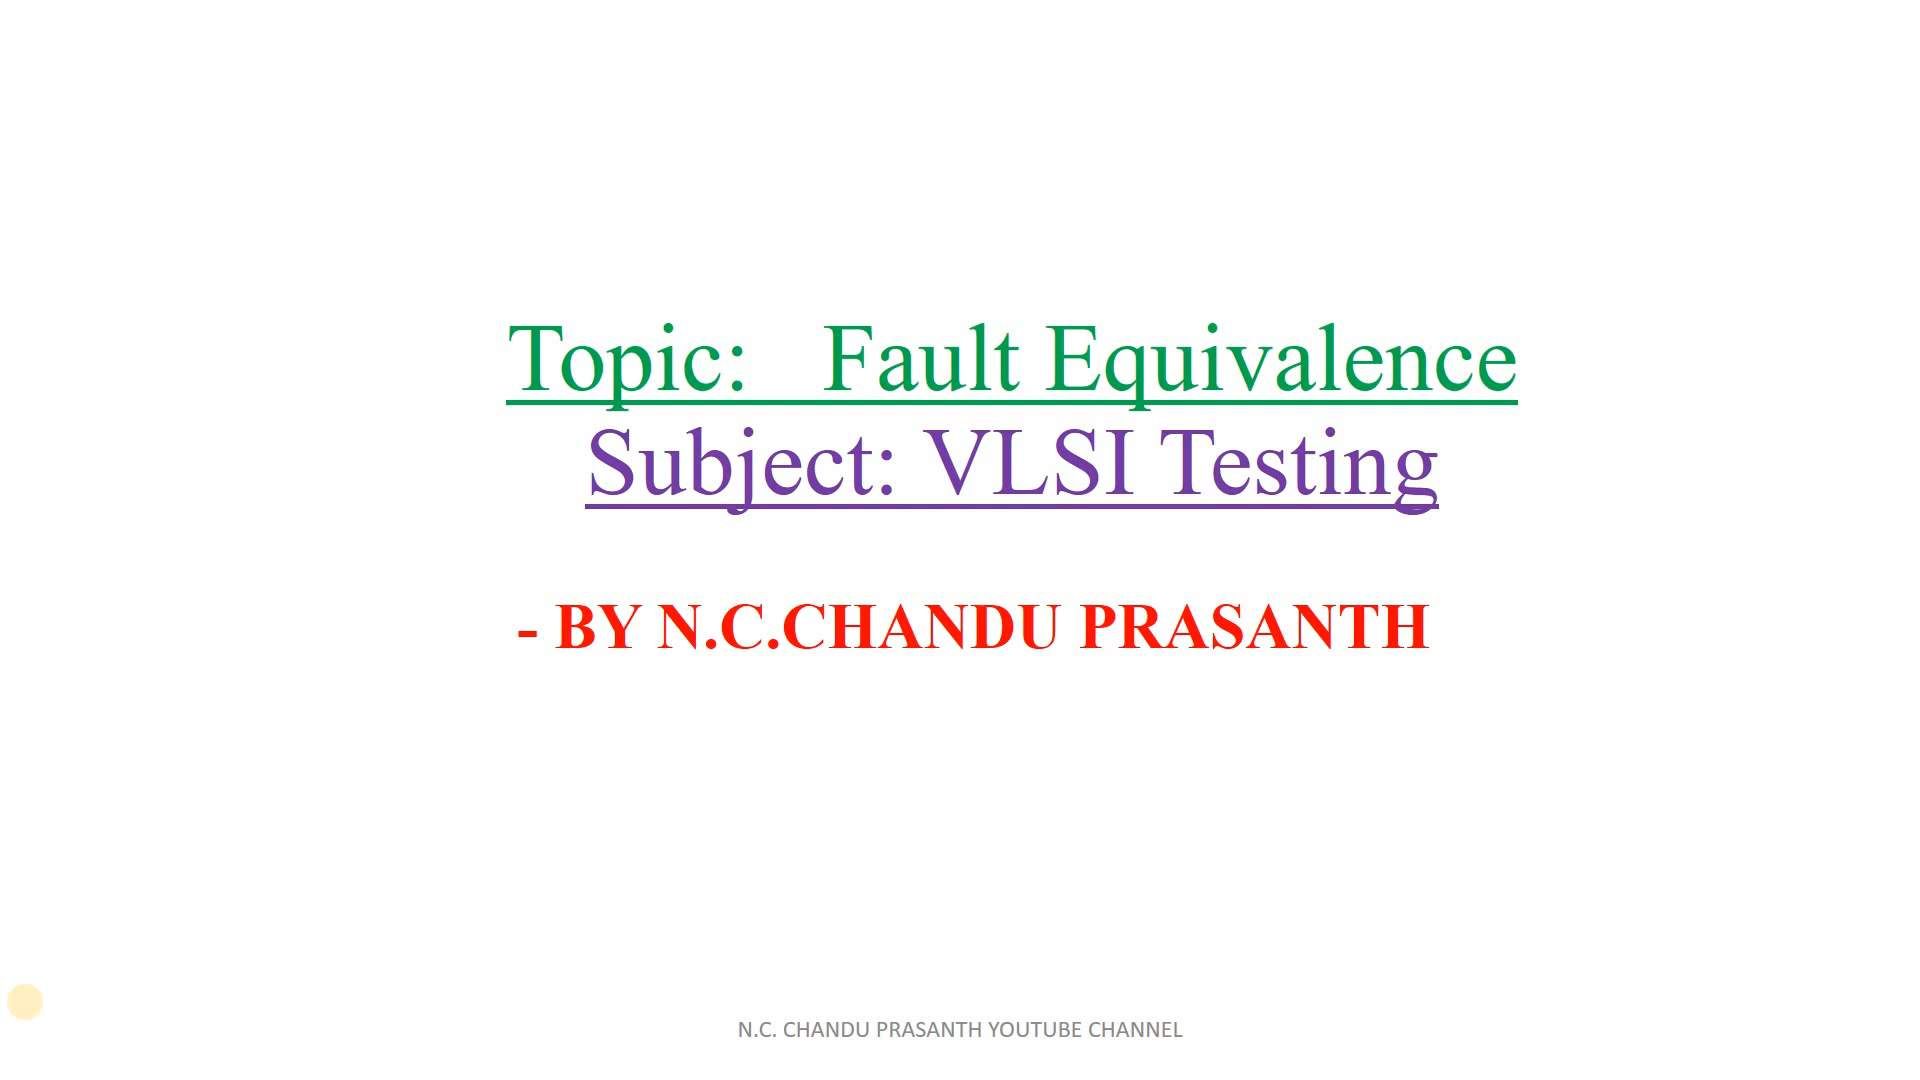 Topic: Fault Equivalence
Subject: VLSI Testing
- BY N.C.CHANDU PRASANTH
N.C. CHANDU PRASANTH YOUTUBE CHANNEL